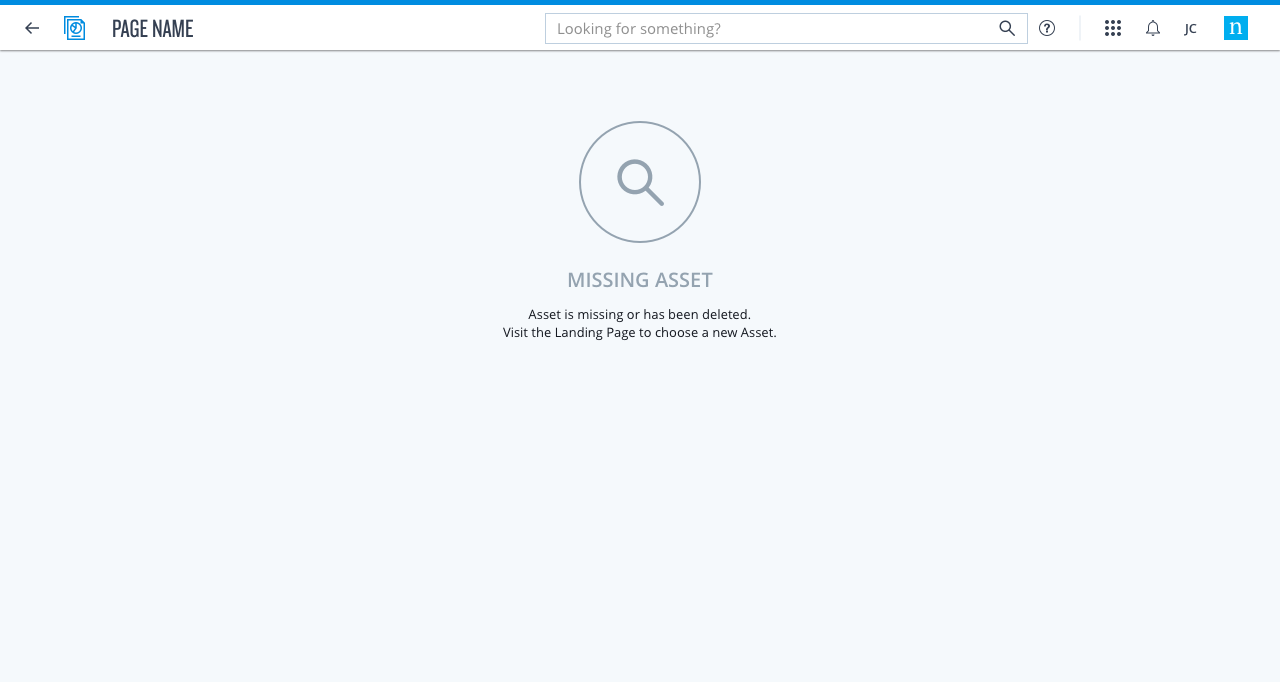 PAGE NAME
Looking for something?
JC
n
MISSING ASSET
Asset is missing or has been deleted.
Visit the Landing Page to choose a new Asset.